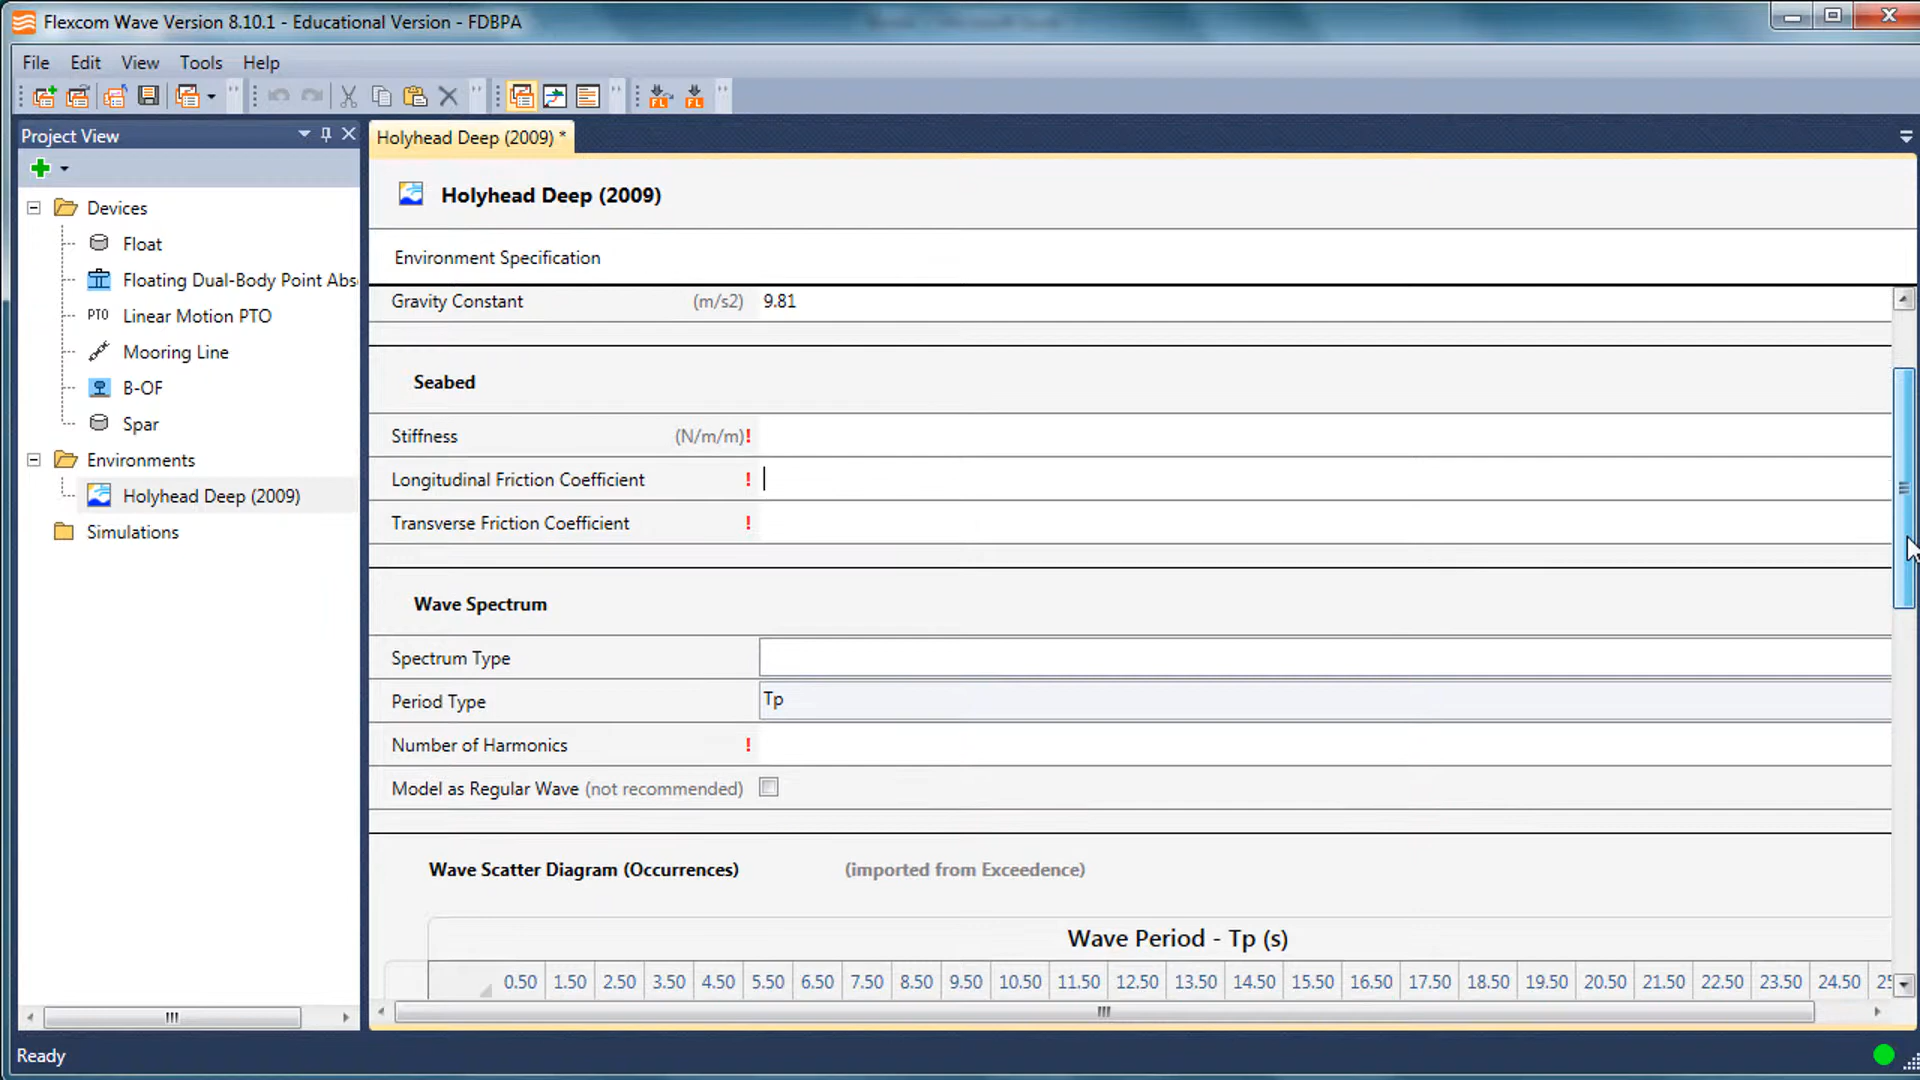 Flexcom Wave Version 8.10.1 - Educational Version - FDBPA
File Edit View Tools Help
FL FL
Project View
Holyhead Deep (2009) *
Holyhead Deep (2009)
Environment Specification
Devices
Float
Floating Dual-Body Point Abs
PTO Linear Motion PTO
Mooring Line
B-OF
Spar
Environments
Holyhead Deep (2009)
Simulations
Gravity Constant (m/s2) 9.81
Seabed
Stiffness (N/m/m) !
Longitudinal Friction Coefficient !
Transverse Friction Coefficient !
Wave Spectrum
Spectrum Type
Period Type Tp
Number of Harmonics !
Model as Regular Wave (not recommended)
Wave Scatter Diagram (Occurrences) (imported from Exceedence)
Wave Period - Tp (s)
0.50 1.50 2.50 3.50 4.50 5.50 6.50 7.50 8.50 9.50 10.50 11.50 12.50 13.50 14.50 15.50 16.50 17.50 18.50 19.50 20.50 21.50 22.50 23.50 24.50 25
Ready